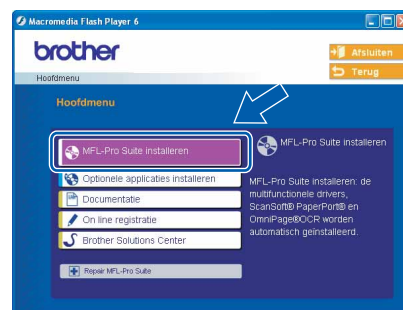 Macromedia Flash Player 6
brother
Afsluiten
Terug
Hoofdmenu
Hoofdmenu
MFL-Pro Suite installeren
Optionele applicaties installeren
Documentatie
On line registratie
Brother Solutions Center
Repair MFL-Pro Suite
MFL-Pro Suite installeren
MFL-Pro Suite installeren: de
multifunctionele drivers,
ScanSoft® PaperPort® en
OmniPage®OCR worden
automatisch geïnstalleerd.